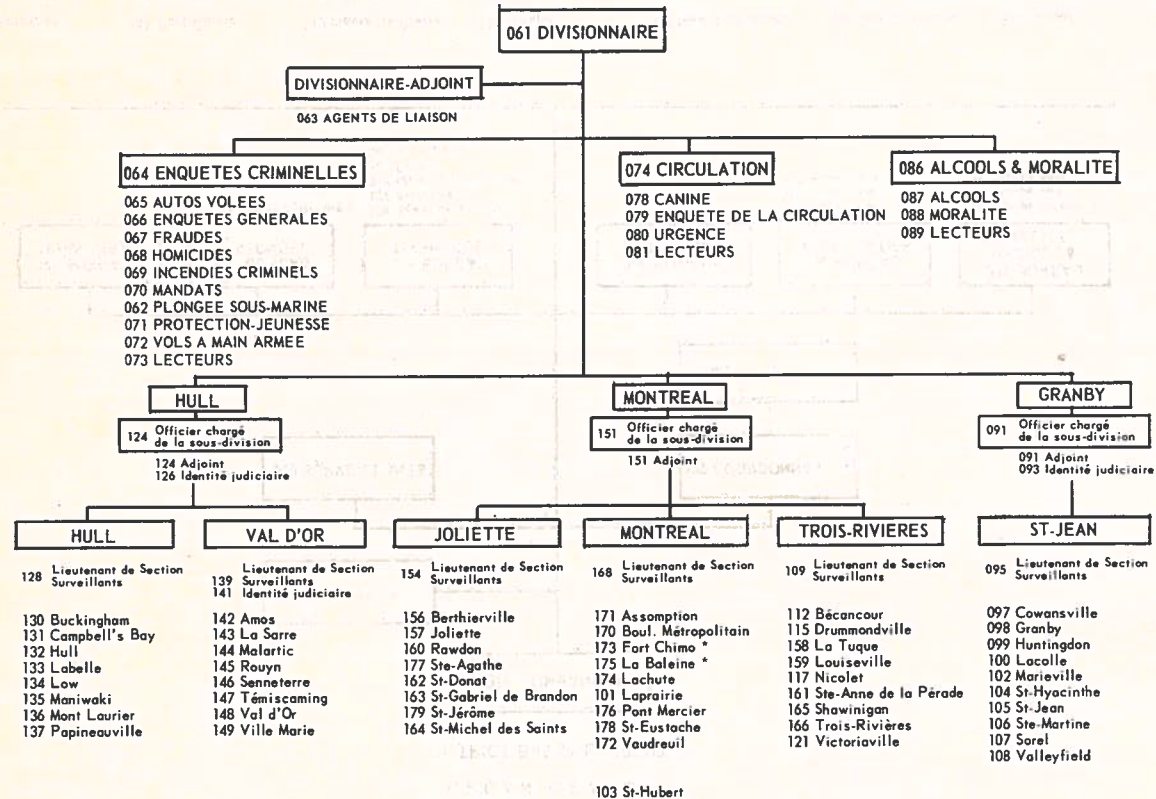 061 DIVISIONNAIRE
DIVISIONNAIRE-ADJOINT
063 AGENTS DE LIAISON
064 ENQUETES CRIMINELLES
065 AUTOS VOLEES
066 ENQUETES GENERALES
067 FRAUDES
068 HOMICIDES
069 INCENDIES CRIMINELS
070 MANDATS
062 PLONGEE SOUS-MARINE
071 PROTECTION-JEUNESSE
072 VOLS A MAIN ARMEE
073 LECTEURS
074 CIRCULATION
078 CANINE
079 ENQUETE DE LA CIRCULATION
080 URGENCE
081 LECTEURS
086 ALCOOLS & MORALITE
087 ALCOOLS
088 MORALITE
089 LECTEURS
HULL
124 Officier chargé
de la sous-division
124 Adjoint
126 Identité judiciaire
MONTREAL
151 Officier chargé
de la sous-division
151 Adjoint
GRANBY
091 Officier chargé
de la sous-division
091 Adjoint
093 Identité judiciaire
HULL
128 Lieutenant de Section
Surveillants
130 Buckingham
131 Campbell's Bay
132 Hull
133 Labelle
134 Low
135 Maniwaki
136 Mont Laurier
137 Papineauville
VAL D'OR
Lieutenant de Section
139 Surveillants
141 Identité judiciaire
142 Amos
143 La Sarre
144 Malartic
145 Rouyn
146 Senneterre
147 Témiscaming
148 Val d'Or
149 Ville Marie
JOLIETTE
154 Lieutenant de Section
Surveillants
156 Berthierville
157 Joliette
160 Rawdon
177 Ste-Agathe
162 St-Donat
163 St-Gabriel de Brandon
179 St-Jérôme
164 St-Michel des Saints
MONTREAL
168 Lieutenant de Section
Surveillants
171 Assomption
170 Boul. Métropolitain
173 Fort Chimo *
175 La Baleine *
174 Lachute
101 Laprairie
176 Pont Mercier
178 St-Eustache
172 Vaudreuil
103 St-Hubert
TROIS-RIVIERES
109 Lieutenant de Section
Surveillants
112 Bécancour
115 Drummondville
158 La Tuque
159 Louiseville
117 Nicolet
161 Ste-Anne de la Pérade
165 Shawinigan
166 Trois-Rivières
121 Victoriaville
ST-JEAN
095 Lieutenant de Section
Surveillants
097 Cowansville
098 Granby
099 Huntingdon
100 Lacolle
102 Marieville
104 St-Hyacinthe
105 St-Jean
106 Ste-Martine
107 Sorel
108 Valleyfield